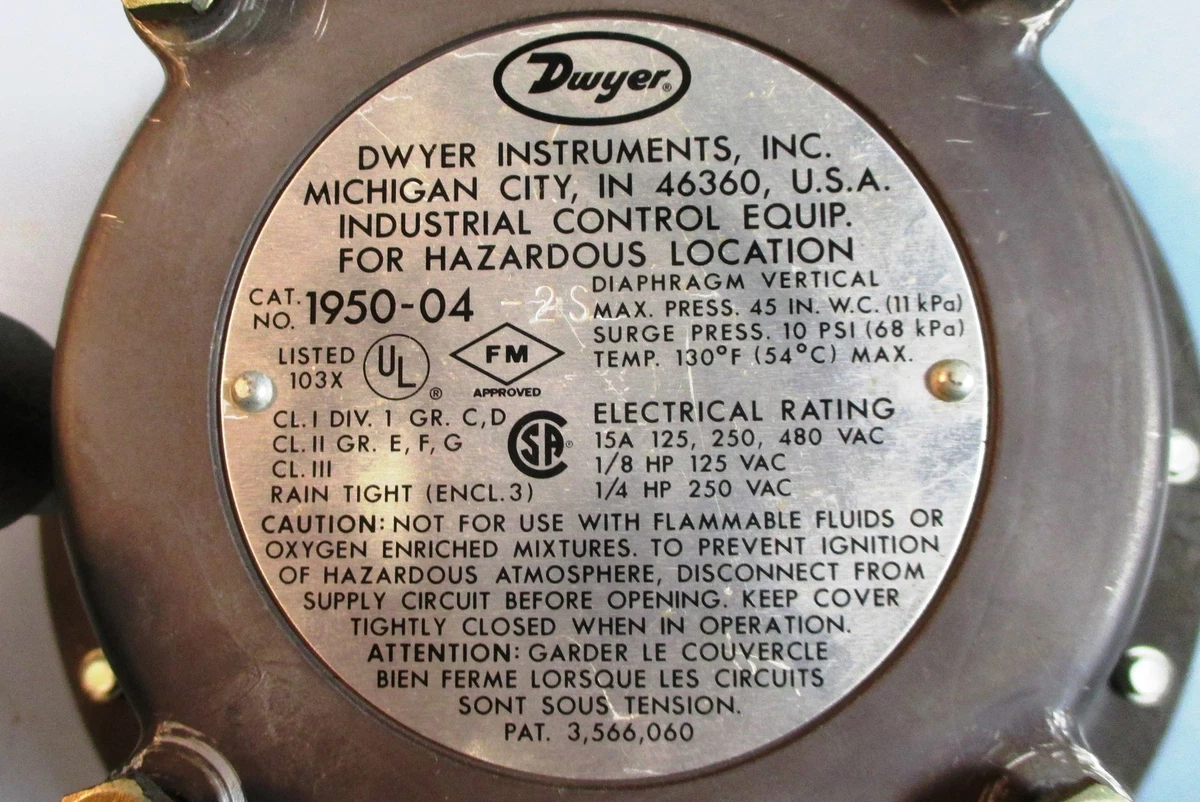 Dwyer®
DWYER INSTRUMENTS, INC.
MICHIGAN CITY, IN 46360, U.S.A.
INDUSTRIAL CONTROL EQUIP.
FOR HAZARDOUS LOCATION
CAT. NO. 1950-04 -2S
DIAPHRAGM VERTICAL
MAX. PRESS. 45 IN. W.C. (11 kPa)
SURGE PRESS. 10 PSI (68 kPa)
TEMP. 130°F (54°C) MAX.
LISTED
103X
UL®
FM
APPROVED
CL. I DIV. 1 GR. C, D
CL. II GR. E, F, G
CL. III
RAIN TIGHT (ENCL. 3)
SA®
ELECTRICAL RATING
15A 125, 250, 480 VAC
1/8 HP 125 VAC
1/4 HP 250 VAC
CAUTION: NOT FOR USE WITH FLAMMABLE FLUIDS OR
OXYGEN ENRICHED MIXTURES. TO PREVENT IGNITION
OF HAZARDOUS ATMOSPHERE, DISCONNECT FROM
SUPPLY CIRCUIT BEFORE OPENING. KEEP COVER
TIGHTLY CLOSED WHEN IN OPERATION.
ATTENTION: GARDER LE COUVERCLE
BIEN FERME LORSQUE LES CIRCUITS
SONT SOUS TENSION.
PAT. 3,566,060